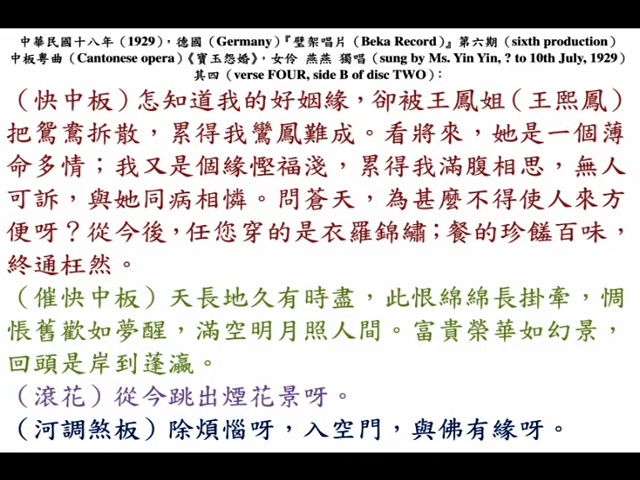 中華民國十八年（1929），德國（Germany）『壁架唱片（Beka Record）』第六期（sixth production）
中板粵曲（Cantonese opera）《寶玉怨婚》，女伶 燕燕 獨唱（sung by Ms. Yin Yin, ? to 10th July, 1929）
其四（verse FOUR, side B of disc TWO）：
（快中板）怎知道我的好姻緣，卻被王鳳姐（王熙鳳）
把鴛鴦拆散，累得我鸞鳳難成。看將來，她是一個薄
命多情；我又是個緣慳福淺，累得我滿腹相思，無人
可訴，與她同病相憐。問蒼天，為甚麼不得使人來方
便呀？從今後，任您穿的是衣羅錦繡；餐的珍饈百味，
終通枉然。
（催快中板）天長地久有時盡，此恨綿綿長掛牽，惆
悵舊歡如夢醒，滿空明月照人間。富貴榮華如幻景，
回頭是岸到蓬瀛。
（滾花）從今跳出煙花景呀。
（河調煞板）除煩惱呀，入空門，與佛有緣呀。